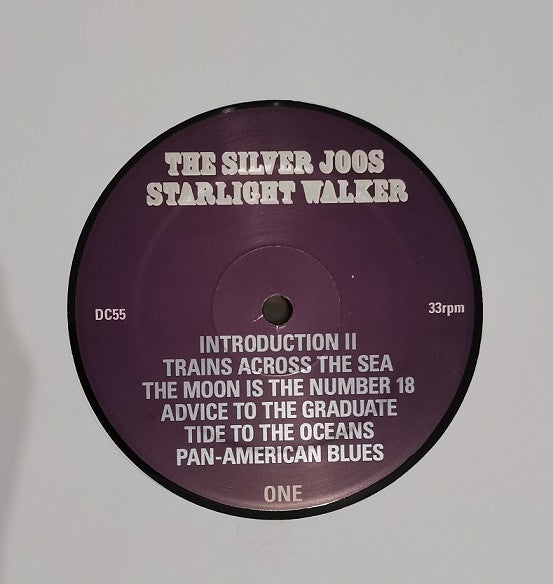 THE SILVER JOOS
STARLIGHT WALKER
DC55
33rpm
INTRODUCTION II
TRAINS ACROSS THE SEA
THE MOON IS THE NUMBER 18
ADVICE TO THE GRADUATE
TIDE TO THE OCEANS
PAN-AMERICAN BLUES
ONE